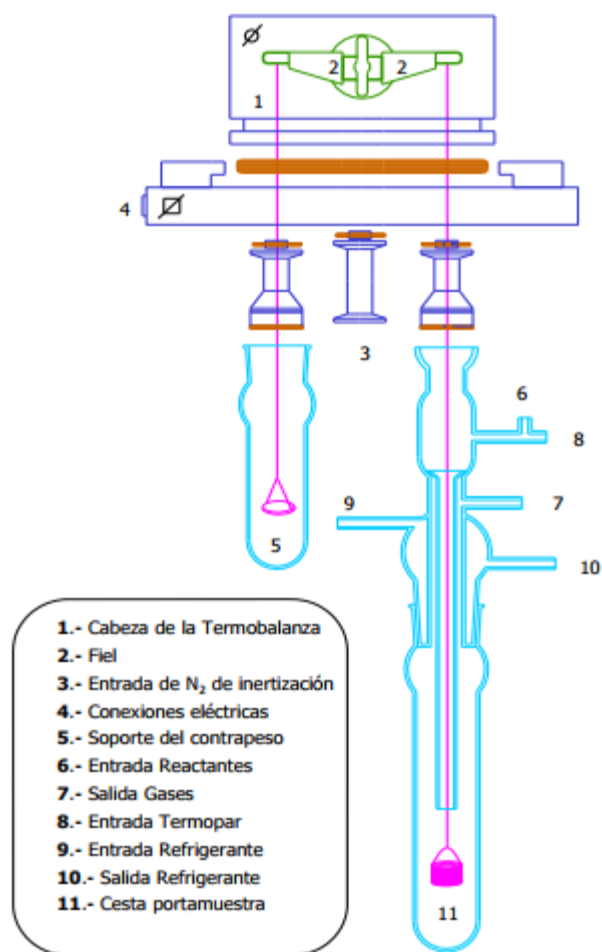 2 2
1
4
3
6
8
9
7
5
10
1.- Cabeza de la Termobalanza
2.- Fiel
3.- Entrada de N₂ de inertización
4.- Conexiones eléctricas
5.- Soporte del contrapeso
6.- Entrada Reactantes
7.- Salida Gases
8.- Entrada Termopar
9.- Entrada Refrigerante
10.- Salida Refrigerante
11.- Cesta portamuestra
11